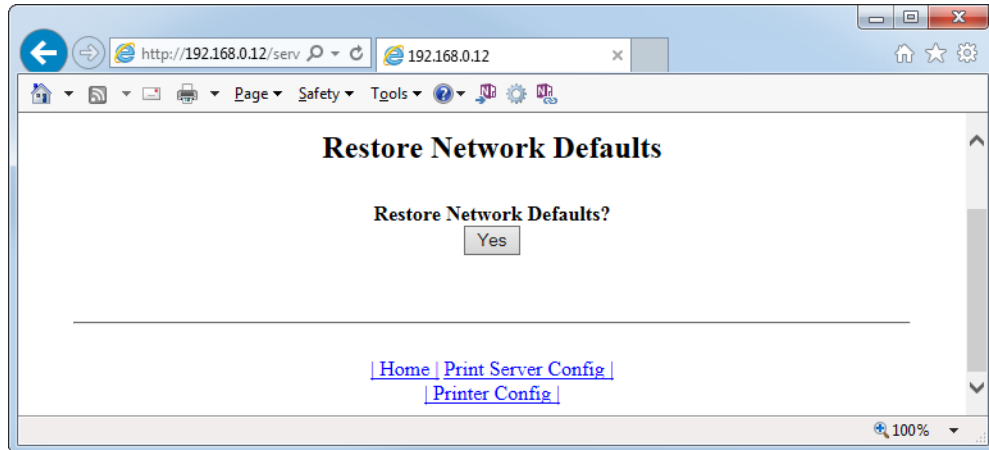 http://192.168.0.12/serv
192.168.0.12
Page Safety Tools
Restore Network Defaults
Restore Network Defaults?
Yes
| Home | Print Server Config |
| Printer Config |
100%